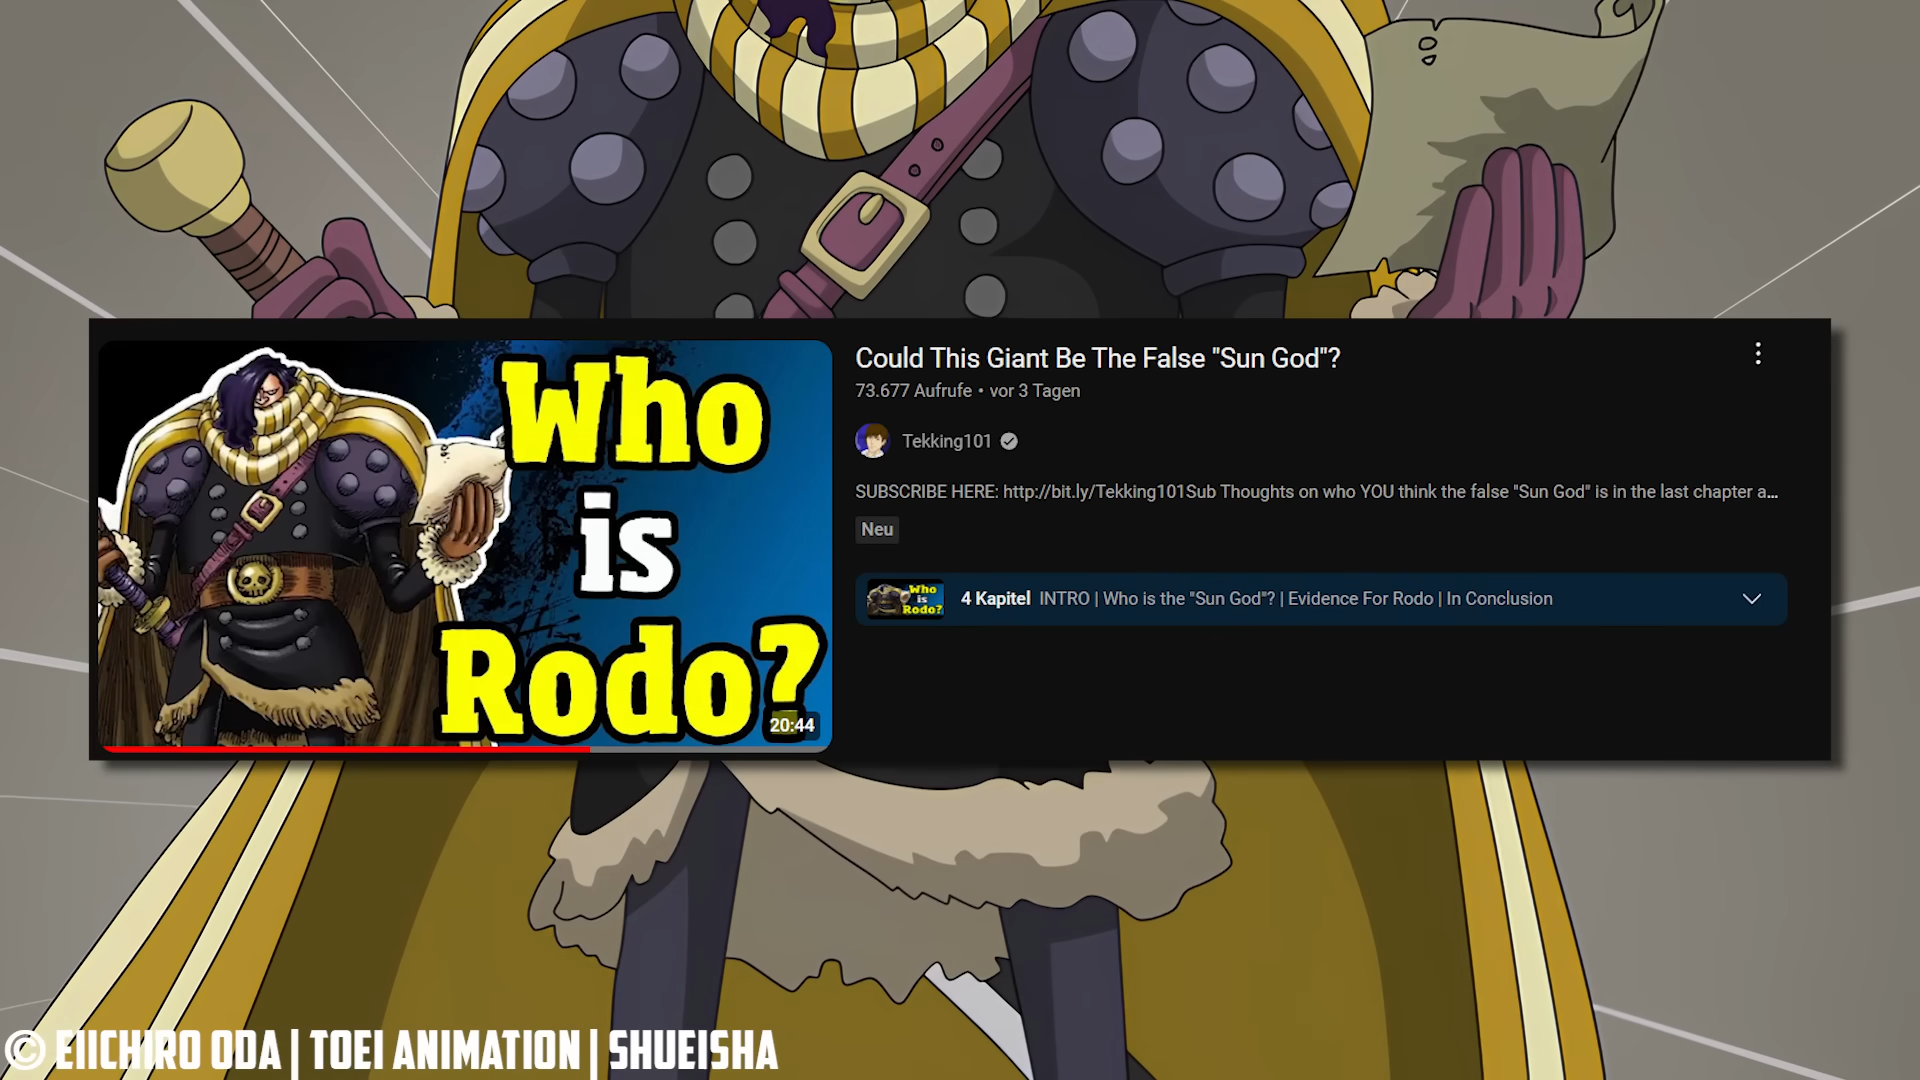 Who
is
Rodo?
20:44
Could This Giant Be The False "Sun God"?
73.677 Aufrufe • vor 3 Tagen
Tekking101
SUBSCRIBE HERE: http://bit.ly/Tekking101Sub Thoughts on who YOU think the false "Sun God" is in the last chapter a...
Neu
Who
is
Rodo?
4 Kapitel INTRO | Who is the "Sun God"? | Evidence For Rodo | In Conclusion
© EIICHIRO ODA | TOEI ANIMATION | SHUEISHA